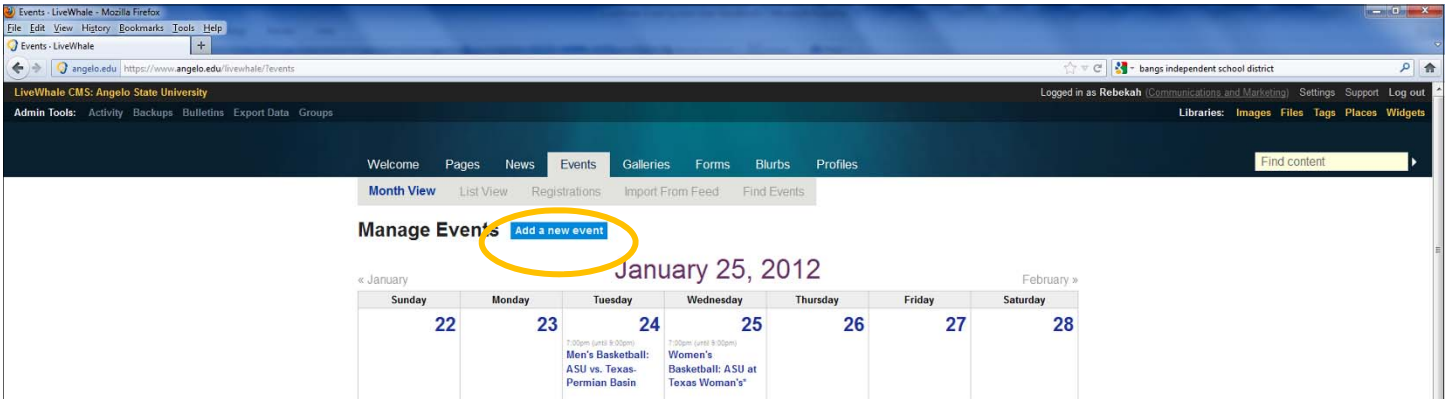 Events - LiveWhale - Mozilla Firefox
File Edit View History Bookmarks Tools Help
Events - LiveWhale +
angelo.edu https://www.angelo.edu/livewhale/?events bangs independent school district
LiveWhale CMS: Angelo State University Logged in as Rebekah (Communications and Marketing) Settings Support Log out
Admin Tools: Activity Backups Bulletins Export Data Groups Libraries: Images Files Tags Places Widgets
Welcome Pages News Events Galleries Forms Blurbs Profiles Find content
Month View List View Registrations Import From Feed Find Events
Manage Events Add a new event
« January January 25, 2012 February »
Sunday Monday Tuesday Wednesday Thursday Friday Saturday
22 23 24 25 26 27 28
7:00pm (until 9:00pm) 7:00pm (until 9:00pm)
Men's Basketball: Women's
ASU vs. Texas- Basketball: ASU at
Permian Basin Texas Woman's*